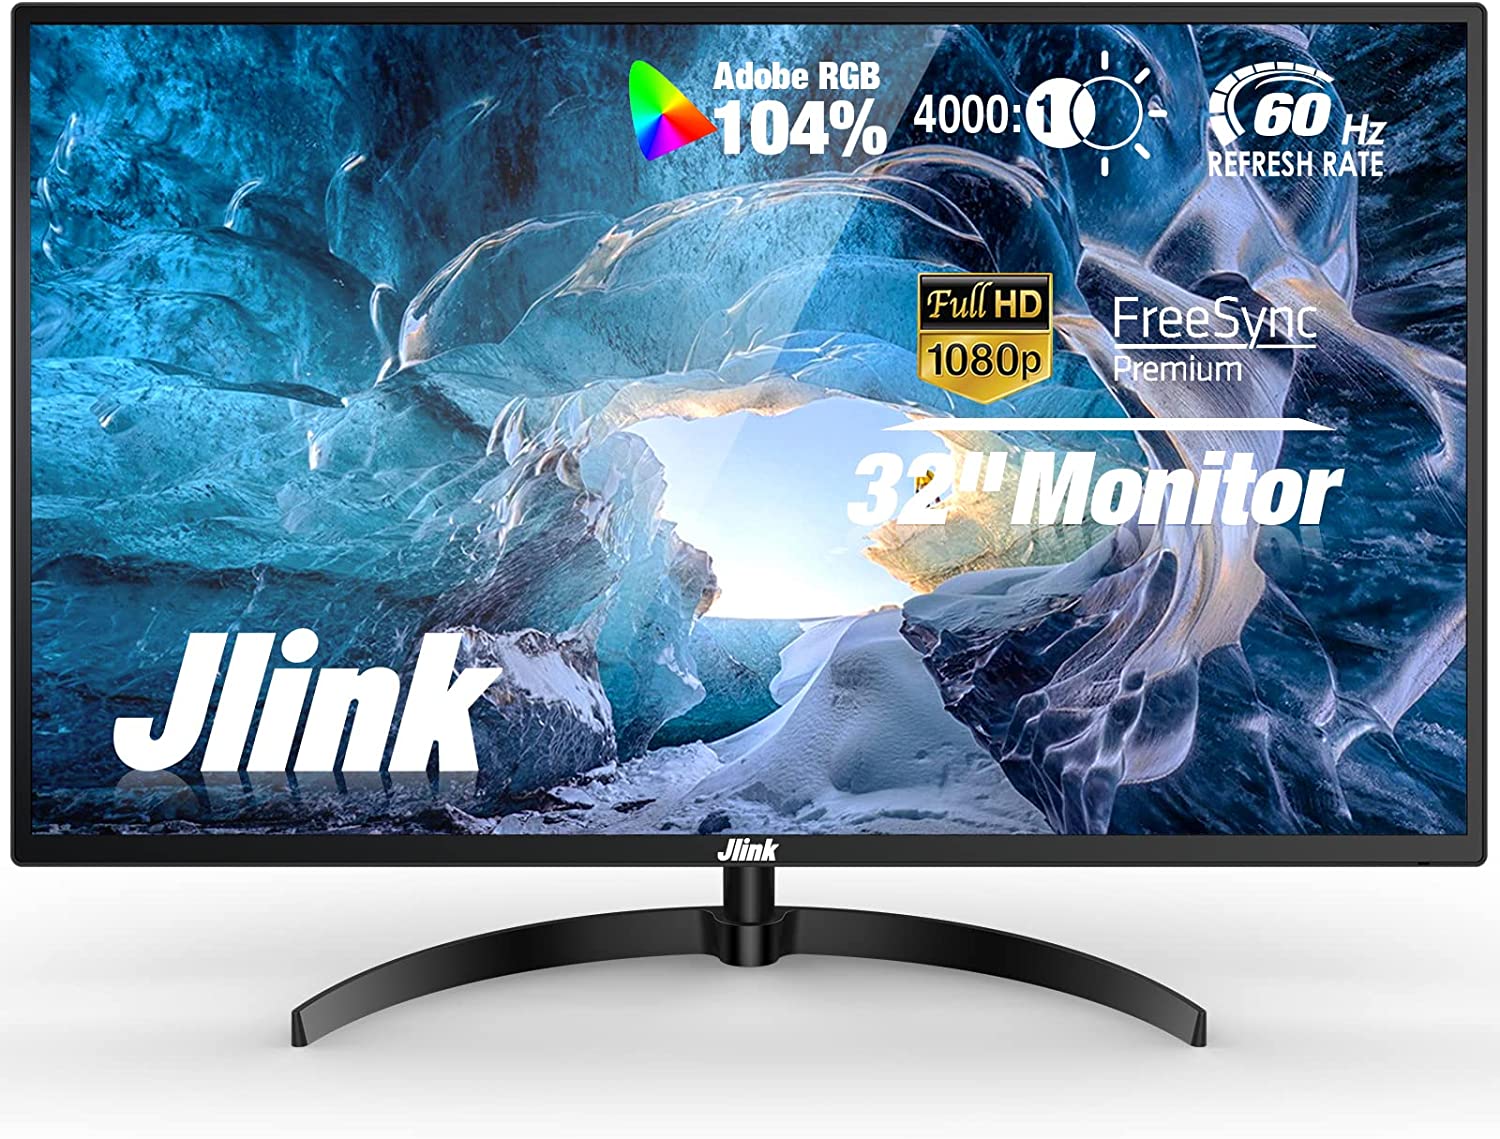 Adobe RGB
104%
4000:1
60 Hz
REFRESH RATE
Full HD
1080p
FreeSync
Premium
32" Monitor
Jlink
Jlink